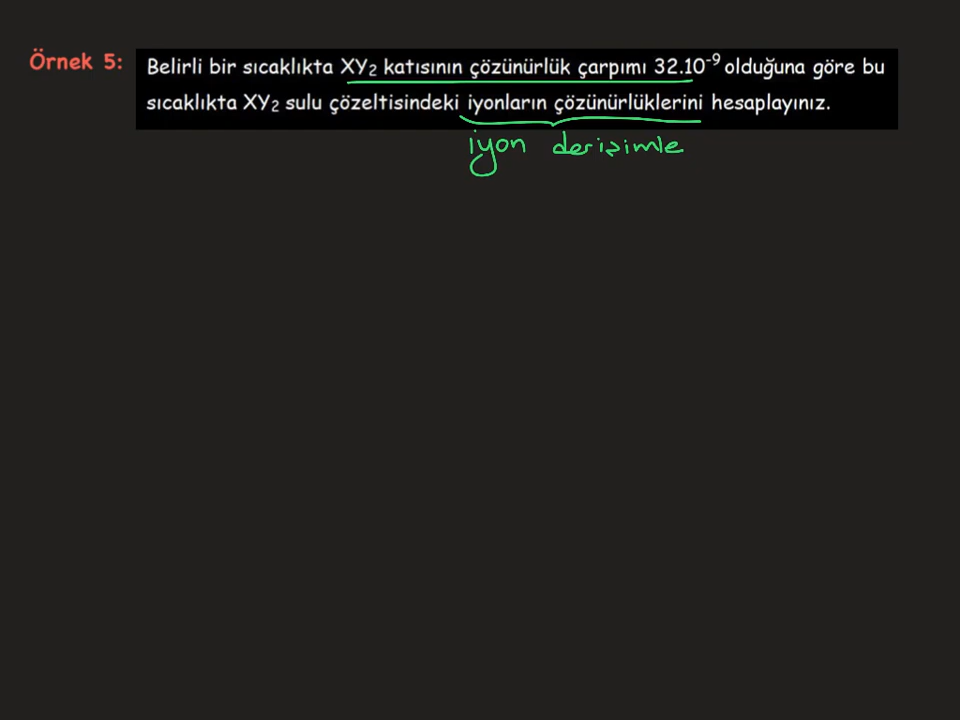 Örnek 5:
Belirli bir sıcaklıkta XY₂ katısının çözünürlük çarpımı 32.10⁻⁹ olduğuna göre bu
sıcaklıkta XY₂ sulu çözeltisindeki iyonların çözünürlüklerini hesaplayınız.
iyon derişimle